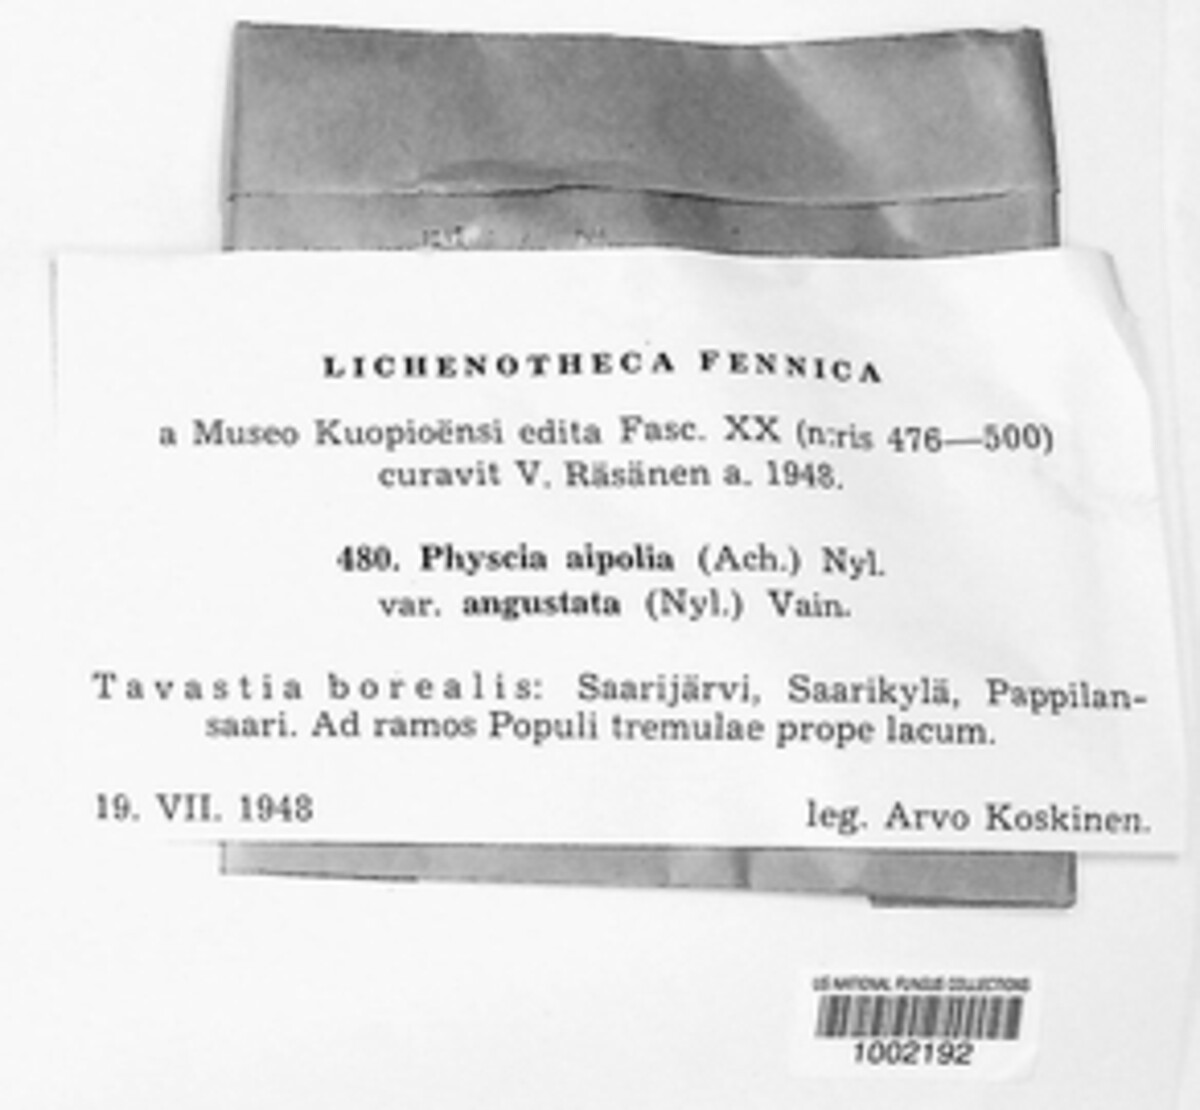 LICHENOTHECA FENNICA
a Museo Kuopioënsi edita Fasc. XX (n:ris 476—500)
curavit V. Räsänen a. 1948.
480. Physcia aipolia (Ach.) Nyl.
var. angustata (Nyl.) Vain.
Tavastia borealis: Saarijärvi, Saarikylä, Pappilan-
saari. Ad ramos Populi tremulae prope lacum.
19. VII. 1948
leg. Arvo Koskinen.
US NATIONAL FUNGUS COLLECTIONS
1002192